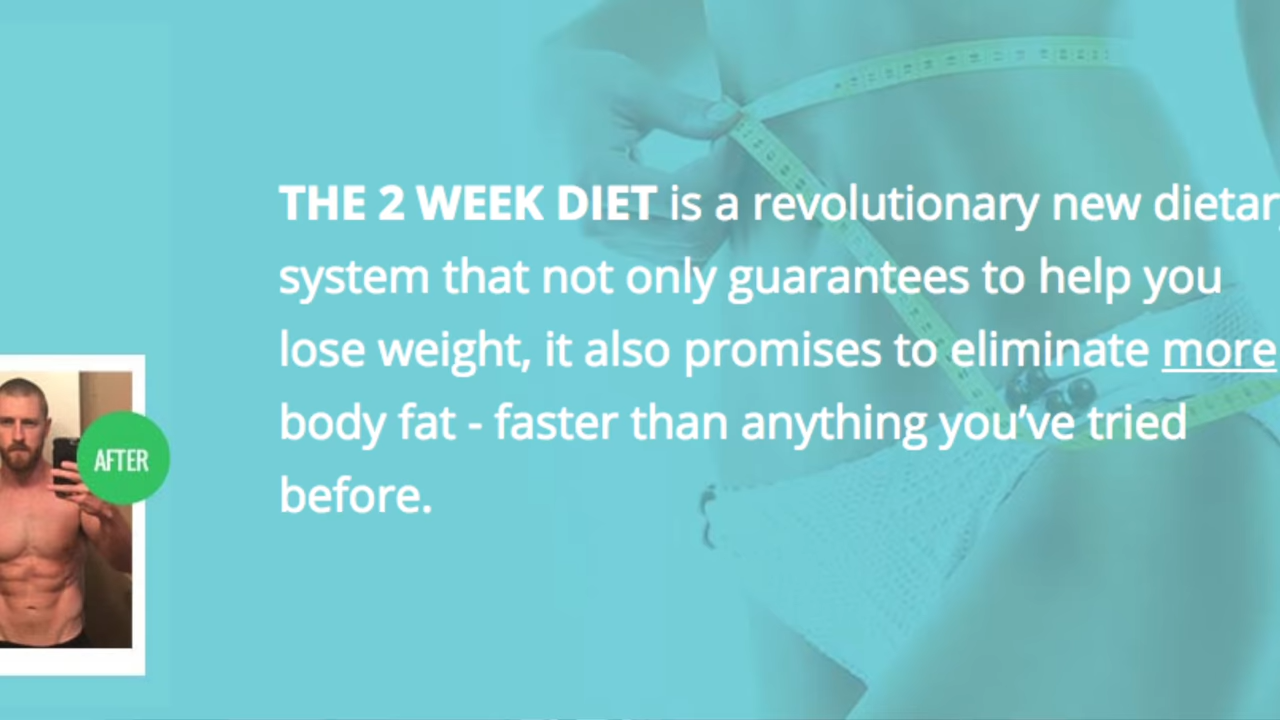 THE 2 WEEK DIET is a revolutionary new dietar
system that not only guarantees to help you
lose weight, it also promises to eliminate more
body fat - faster than anything you’ve tried
before.
AFTER